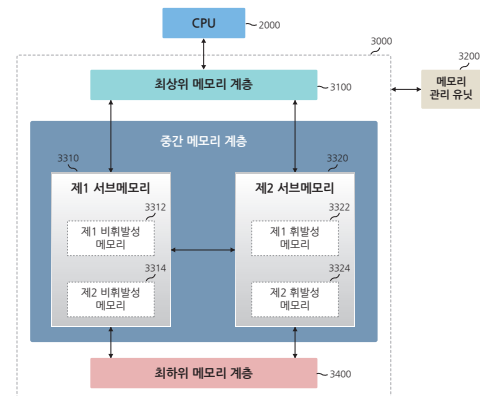 CPU
2000
3000
3200
최상위 메모리 계층
3100
메모리
관리 유닛
중간 메모리 계층
3310
3320
제1 서브메모리
제2 서브메모리
3312
3322
제1 비휘발성
메모리
제1 휘발성
메모리
3314
3324
제2 비휘발성
메모리
제2 휘발성
메모리
최하위 메모리 계층
3400